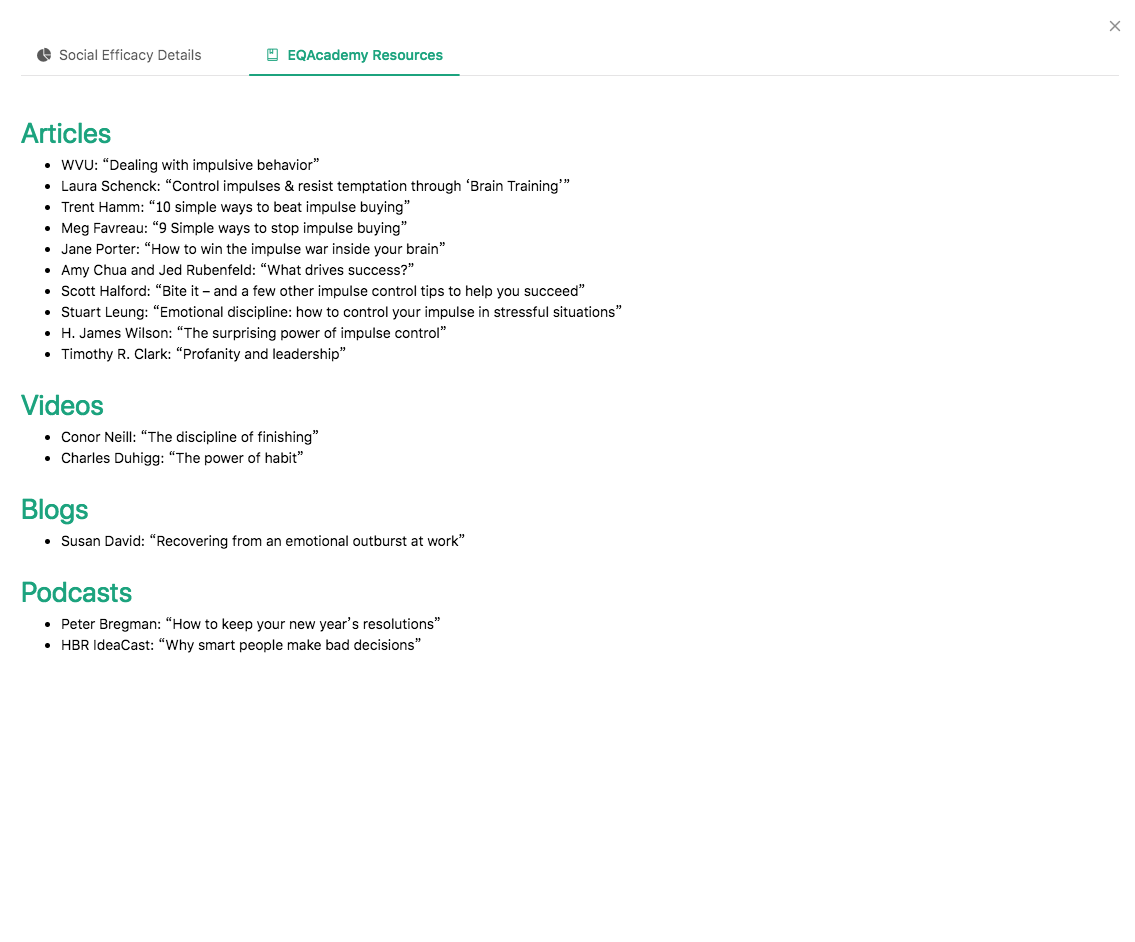 Social Efficacy Details
EQAcademy Resources
Articles
WVU: “Dealing with impulsive behavior”
Laura Schenck: “Control impulses & resist temptation through ‘Brain Training’”
Trent Hamm: “10 simple ways to beat impulse buying”
Meg Favreau: “9 Simple ways to stop impulse buying”
Jane Porter: “How to win the impulse war inside your brain”
Amy Chua and Jed Rubenfeld: “What drives success?”
Scott Halford: “Bite it – and a few other impulse control tips to help you succeed”
Stuart Leung: “Emotional discipline: how to control your impulse in stressful situations”
H. James Wilson: “The surprising power of impulse control”
Timothy R. Clark: “Profanity and leadership”
Videos
Conor Neill: “The discipline of finishing”
Charles Duhigg: “The power of habit”
Blogs
Susan David: “Recovering from an emotional outburst at work”
Podcasts
Peter Bregman: “How to keep your new year’s resolutions”
HBR IdeaCast: “Why smart people make bad decisions”